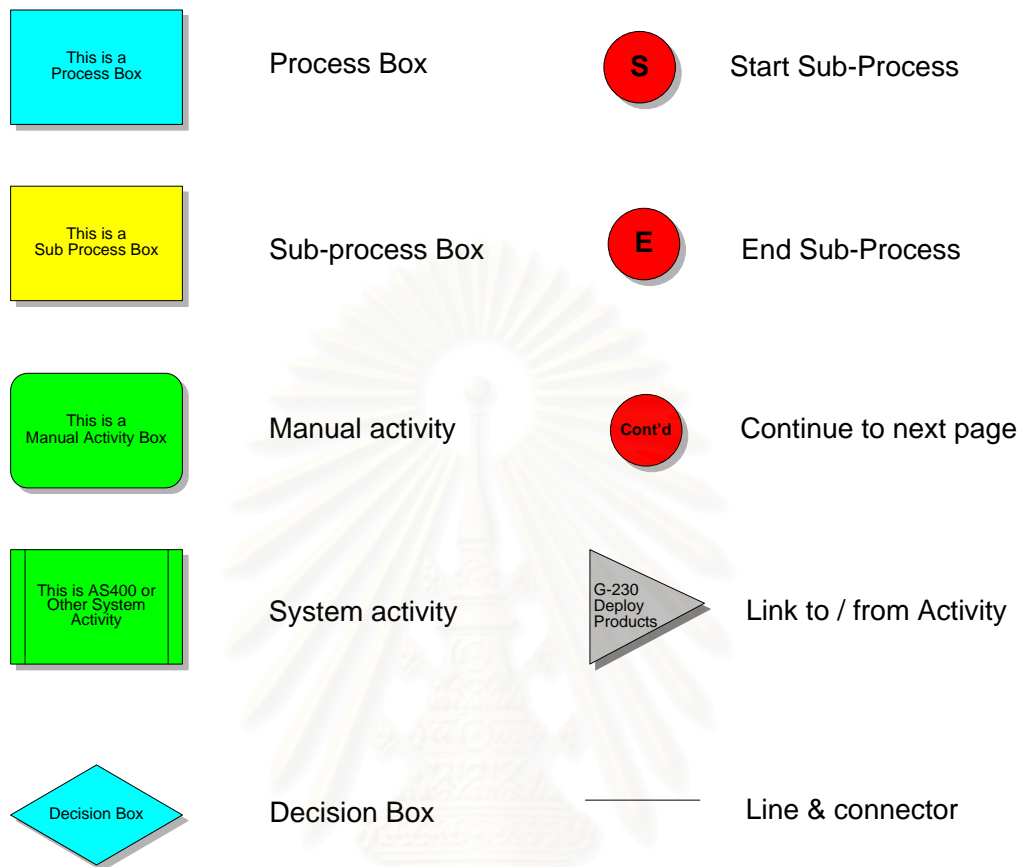 This is a
Process Box
Process Box
S
Start Sub-Process
This is a
Sub Process Box
Sub-process Box
E
End Sub-Process
This is a
Manual Activity Box
Manual activity
Cont'd
Continue to next page
This is AS400 or
Other System
Activity
System activity
G-230
Deploy
Products
Link to / from Activity
Decision Box
Decision Box
Line & connector